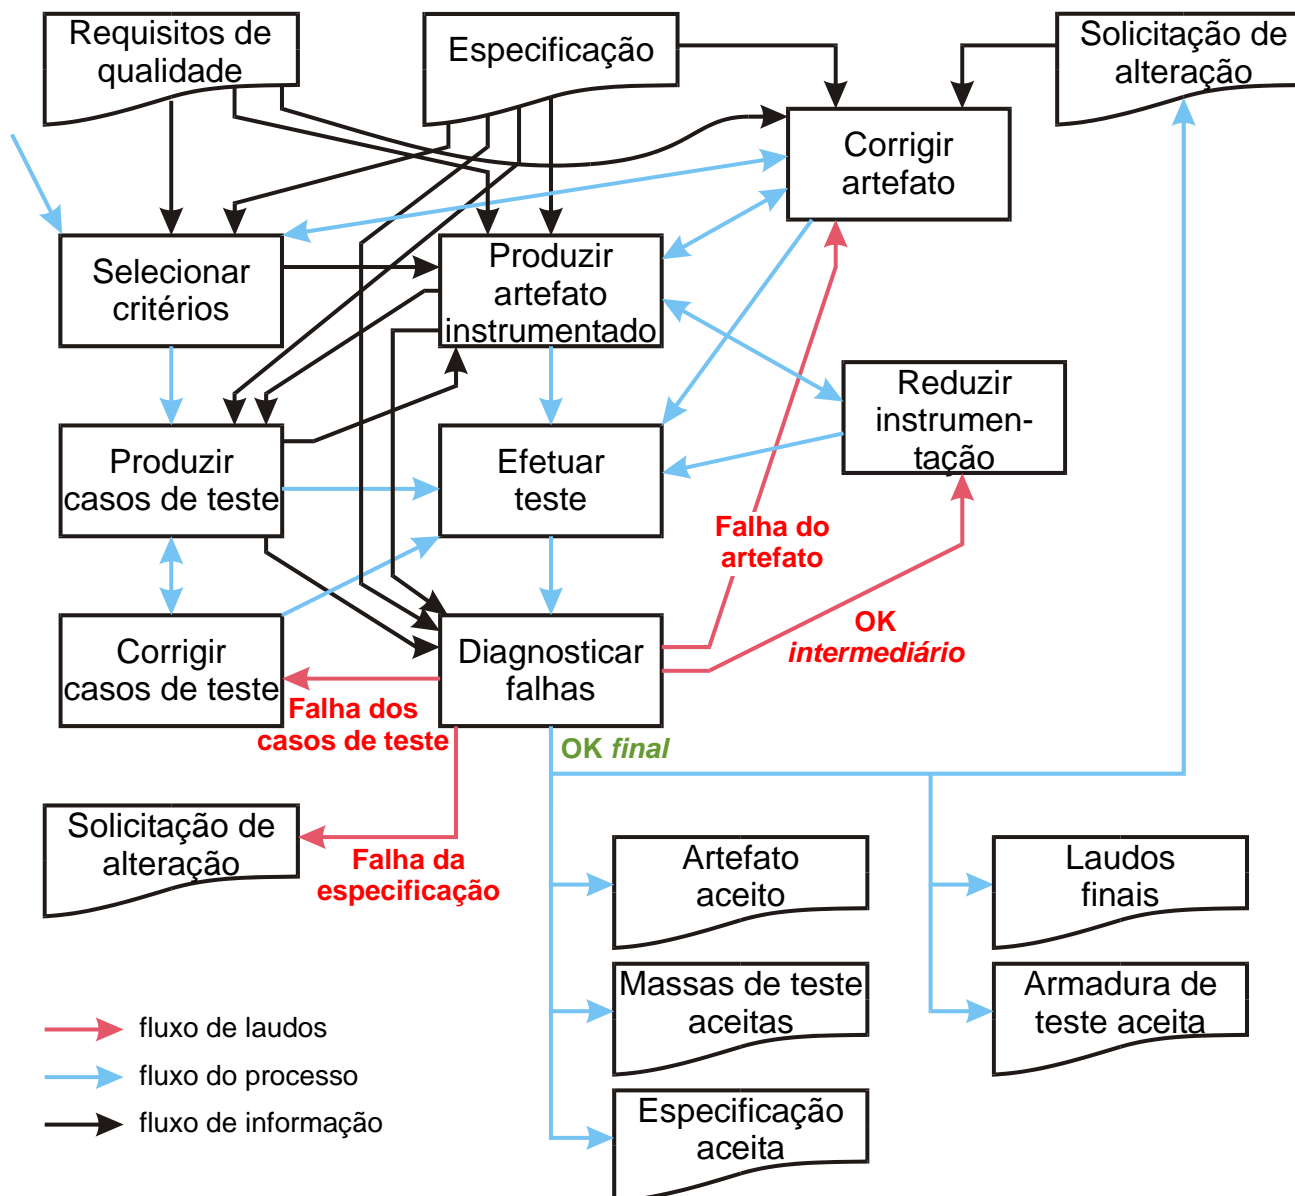 Requisitos de
qualidade
Especificação
Solicitação de
alteração
Corrigir
artefato
Selecionar
critérios
Produzir
artefato
instrumentado
Reduzir
instrumen-
tação
Produzir
casos de teste
Efetuar
teste
Falha do
artefato
OK
intermediário
Corrigir
casos de teste
Diagnosticar
falhas
Falha dos
casos de teste
OK final
Solicitação de
alteração
Falha da
especificação
Artefato
aceito
Laudos
finais
Massas de teste
aceitas
Armadura de
teste aceita
Especificação
aceita
fluxo de laudos
fluxo do processo
fluxo de informação